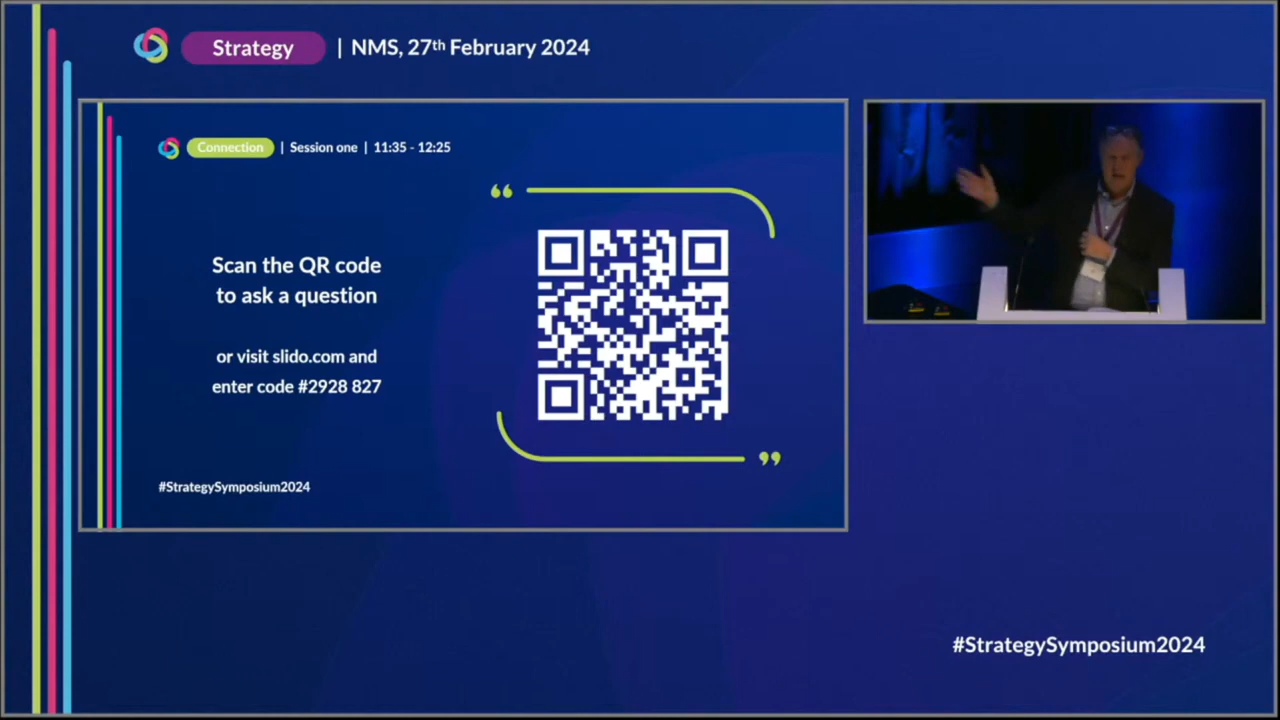 Strategy | NMS, 27th February 2024
Connection | Session one | 11:35 - 12:25
“
Scan the QR code
to ask a question
or visit slido.com and
enter code #2928 827
”
#StrategySymposium2024
#StrategySymposium2024